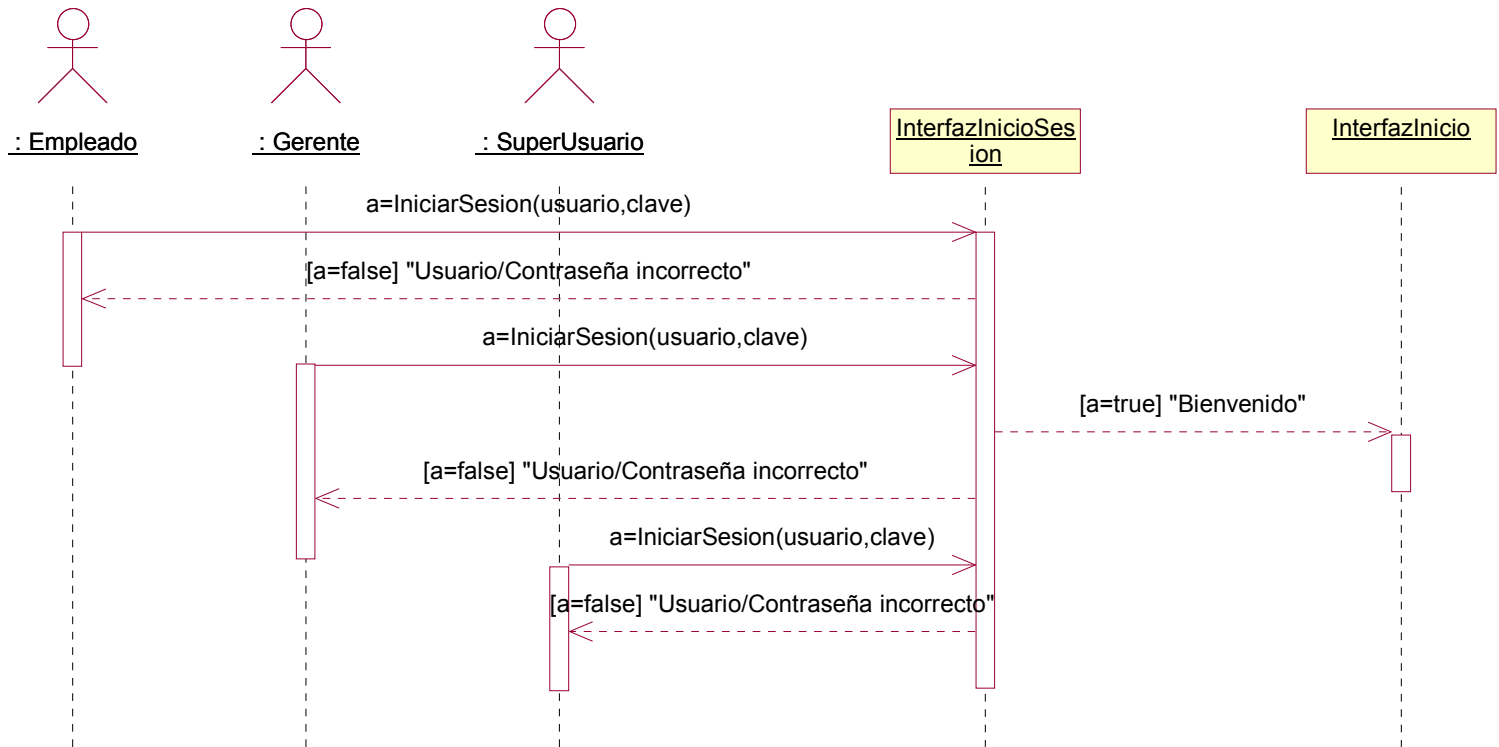 : Empleado
: Gerente
: SuperUsuario
InterfazInicioSes
ion
InterfazInicio
a=IniciarSesion(usuario,clave)
[a=false] "Usuario/Contraseña incorrecto"
a=IniciarSesion(usuario,clave)
[a=true] "Bienvenido"
[a=false] "Usuario/Contraseña incorrecto"
a=IniciarSesion(usuario,clave)
[a=false] "Usuario/Contraseña incorrecto"